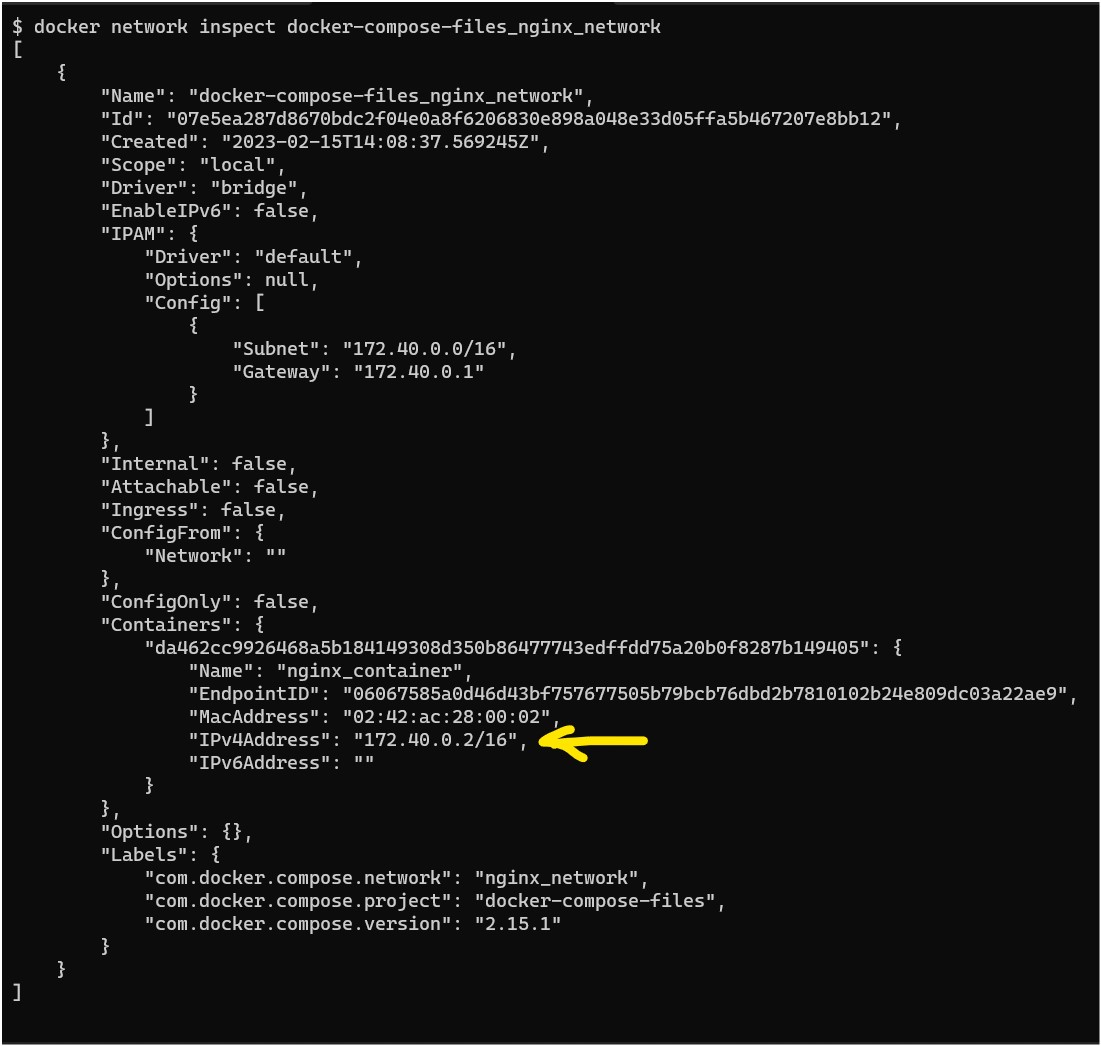 $ docker network inspect docker-compose-files_nginx_network
[
    {
        "Name": "docker-compose-files_nginx_network",
        "Id": "07e5ea287d8670bdc2f04e0a8f6206830e898a048e33d05ffa5b467207e8bb12",
        "Created": "2023-02-15T14:08:37.569245Z",
        "Scope": "local",
        "Driver": "bridge",
        "EnableIPv6": false,
        "IPAM": {
            "Driver": "default",
            "Options": null,
            "Config": [
                {
                    "Subnet": "172.40.0.0/16",
                    "Gateway": "172.40.0.1"
                }
            ]
        },
        "Internal": false,
        "Attachable": false,
        "Ingress": false,
        "ConfigFrom": {
            "Network": ""
        },
        "ConfigOnly": false,
        "Containers": {
            "da462cc9926468a5b184149308d350b86477743edffdd75a20b0f8287b149405": {
                "Name": "nginx_container",
                "EndpointID": "06067585a0d46d43bf757677505b79bcb76dbd2b7810102b24e809dc03a22ae9",
                "MacAddress": "02:42:ac:28:00:02",
                "IPv4Address": "172.40.0.2/16",
                "IPv6Address": ""
            }
        },
        "Options": {},
        "Labels": {
            "com.docker.compose.network": "nginx_network",
            "com.docker.compose.project": "docker-compose-files",
            "com.docker.compose.version": "2.15.1"
        }
    }
]